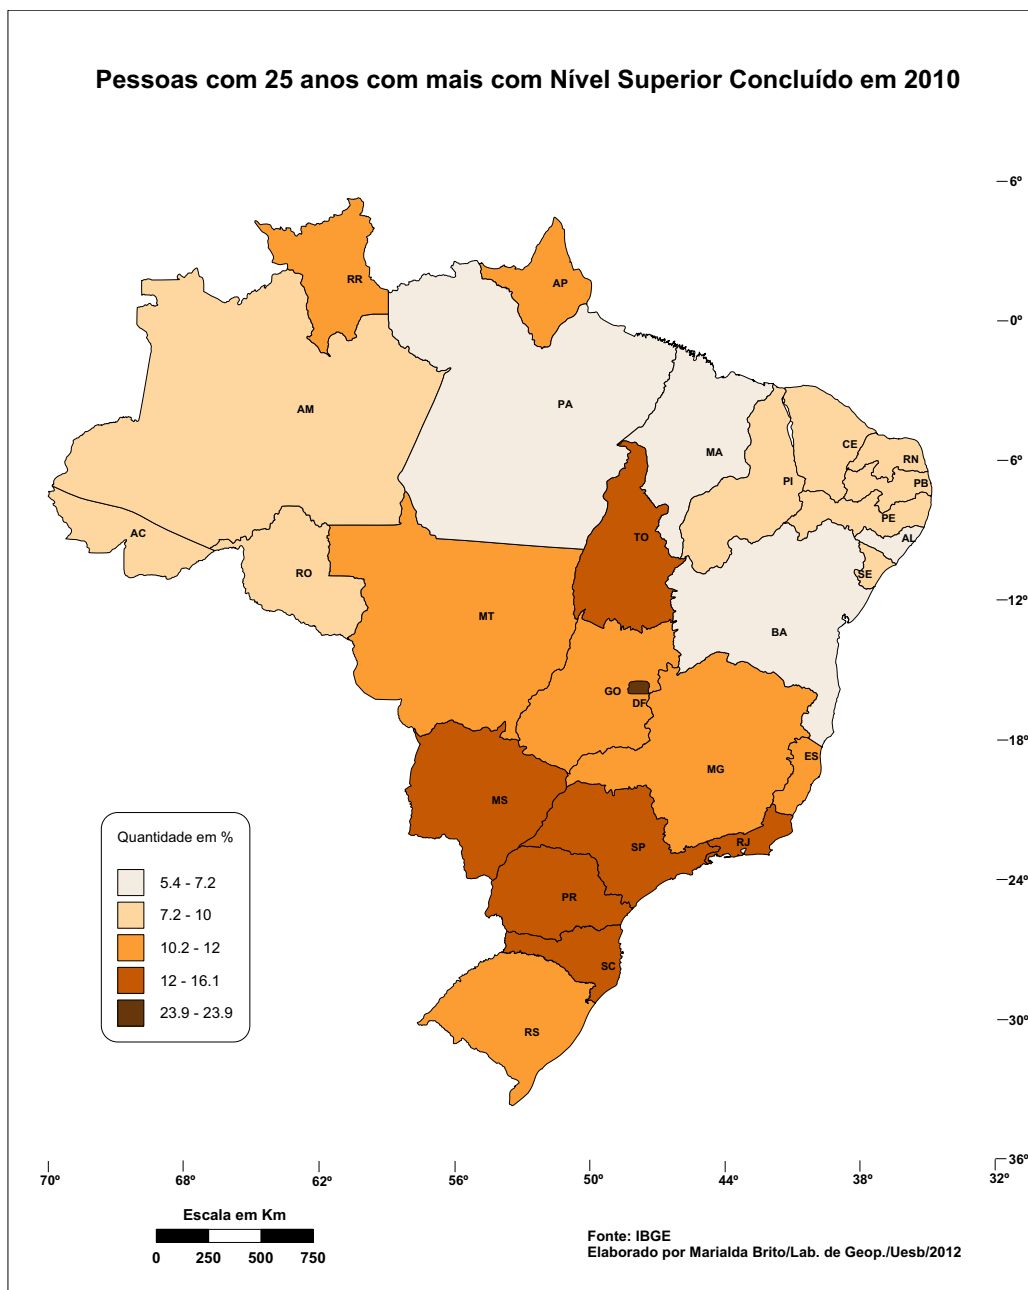 Pessoas com 25 anos com mais com Nível Superior Concluído em 2010
6º
RR
AP
0º
AM
PA
CE
MA
RN
6º
PI
PB
PE
AC
TO
AL
RO
SE
12º
MT
BA
GO
DF
18º
ES
MG
MS
Quantidade em %
RJ
SP
5.4 - 7.2
24º
PR
7.2 - 10
10.2 - 12
SC
12 - 16.1
23.9 - 23.9
30º
RS
36º
70º 68º 62º 56º 50º 44º 38º 32º
Escala em Km
0 250 500 750
Fonte: IBGE
Elaborado por Marialda Brito/Lab. de Geop./Uesb/2012